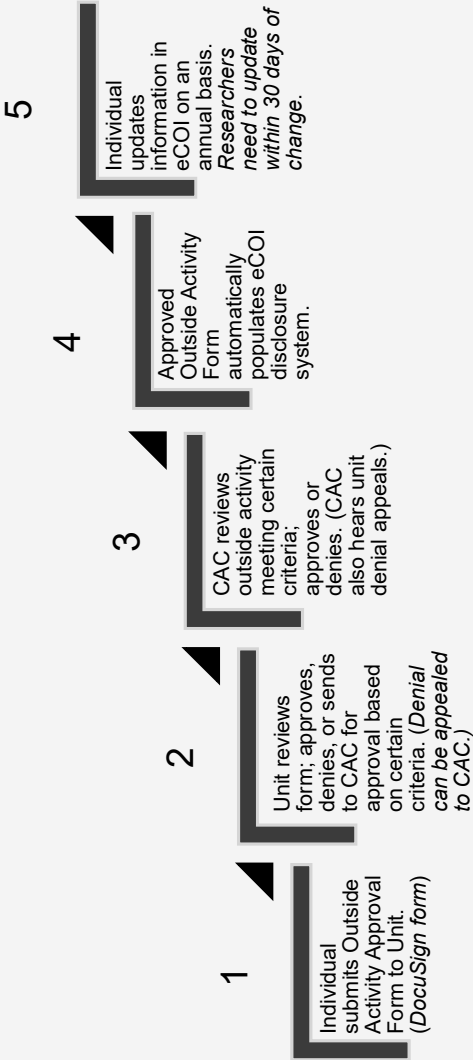 1
Individual
submits Outside
Activity Approval
Form to Unit.
(DocuSign form)
2
Unit reviews
form; approves,
denies, or sends
to CAC for
approval based
on certain
criteria. (Denial
can be appealed
to CAC.)
3
CAC reviews
outside activity
meeting certain
criteria;
approves or
denies. (CAC
also hears unit
denial appeals.)
4
Approved
Outside Activity
Form
automatically
populates eCOI
disclosure
system.
5
Individual
updates
information in
eCOI on an
annual basis.
Researchers
need to update
within 30 days of
change.